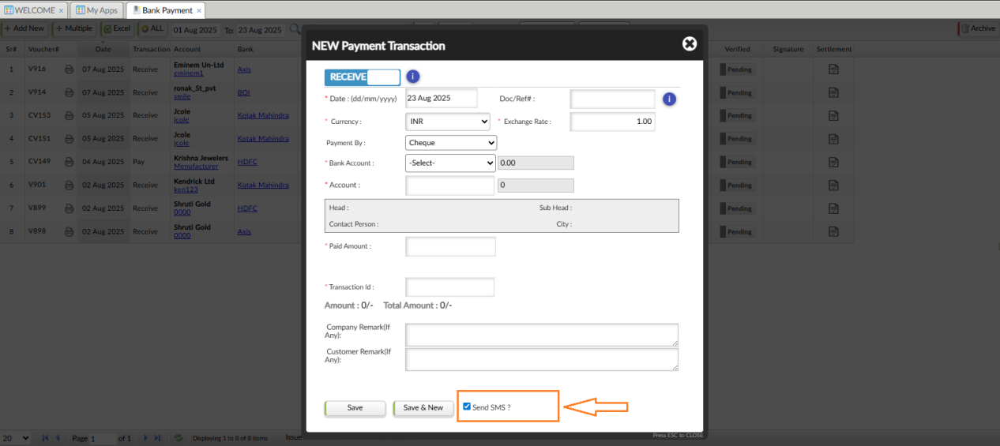 WELCOME × My Apps Bank Payment ×
+ Add New + Multiple Excel ALL 01 Aug 2025 To: 23 Aug 2025 Archive
Sr# Voucher# Date Transaction Account Bank Verified Signature Settlement
1 V916 07 Aug 2025 Receive Eminem Un-Ltd Axis Pending
eminem1
2 V914 07 Aug 2025 Receive ronak_St_pvt BOI Pending
smile
3 CV153 05 Aug 2025 Receive Jcole Kotak Mahindra Pending
jcole
4 CV151 05 Aug 2025 Receive Jcole Kotak Mahindra Pending
jcole
5 CV149 04 Aug 2025 Pay Krishna Jewelers HDFC Pending
Menufacturer
6 V901 02 Aug 2025 Receive Kendrick Ltd Kotak Mahindra Pending
ken123
7 V899 02 Aug 2025 Receive Shruti Gold HDFC Pending
0000
8 V898 02 Aug 2025 Receive Shruti Gold Axis Pending
0000
NEW Payment Transaction
RECEIVE i
* Date : (dd/mm/yyyy) 23 Aug 2025 Doc/Ref# : i
* Currency : INR * Exchange Rate : 1.00
Payment By : Cheque
* Bank Account : -Select- 0.00
* Account : 0
Head : Sub Head :
Contact Person : City :
* Paid Amount :
* Transaction Id :
Amount : 0/- Total Amount : 0/-
Company Remark(If
Any):
Customer Remark(If
Any):
Save Save & New Send SMS ?
Press ESC to CLOSE
20 Page 1 of 1 Displaying 1 to 8 of 8 items Issue